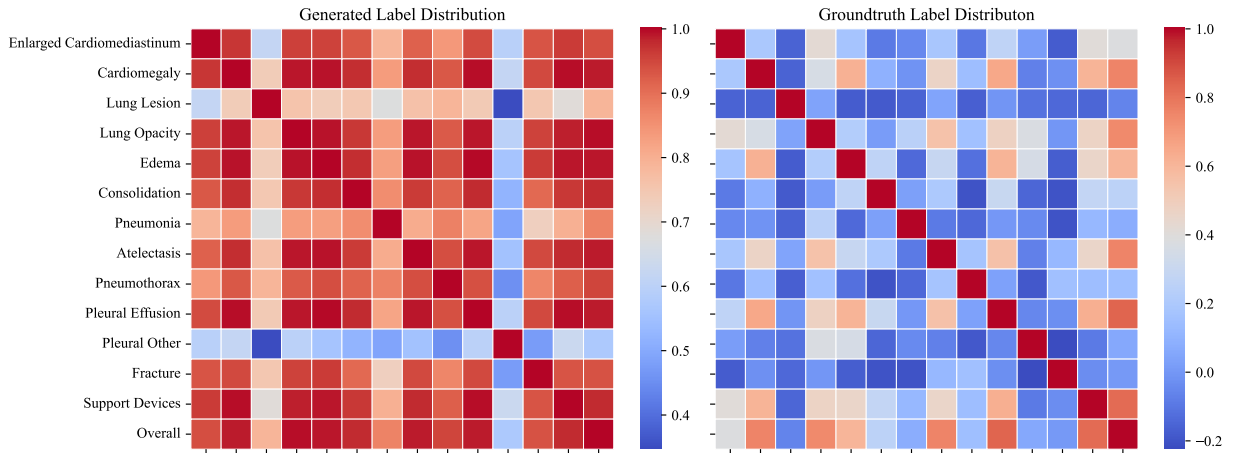 Generated Label Distribution
Groundtruth Label Distributon
Enlarged Cardiomediastinum
Cardiomegaly
Lung Lesion
Lung Opacity
Edema
Consolidation
Pneumonia
Atelectasis
Pneumothorax
Pleural Effusion
Pleural Other
Fracture
Support Devices
Overall
1.0
0.9
0.8
0.7
0.6
0.5
0.4
1.0
0.8
0.6
0.4
0.2
0.0
−0.2